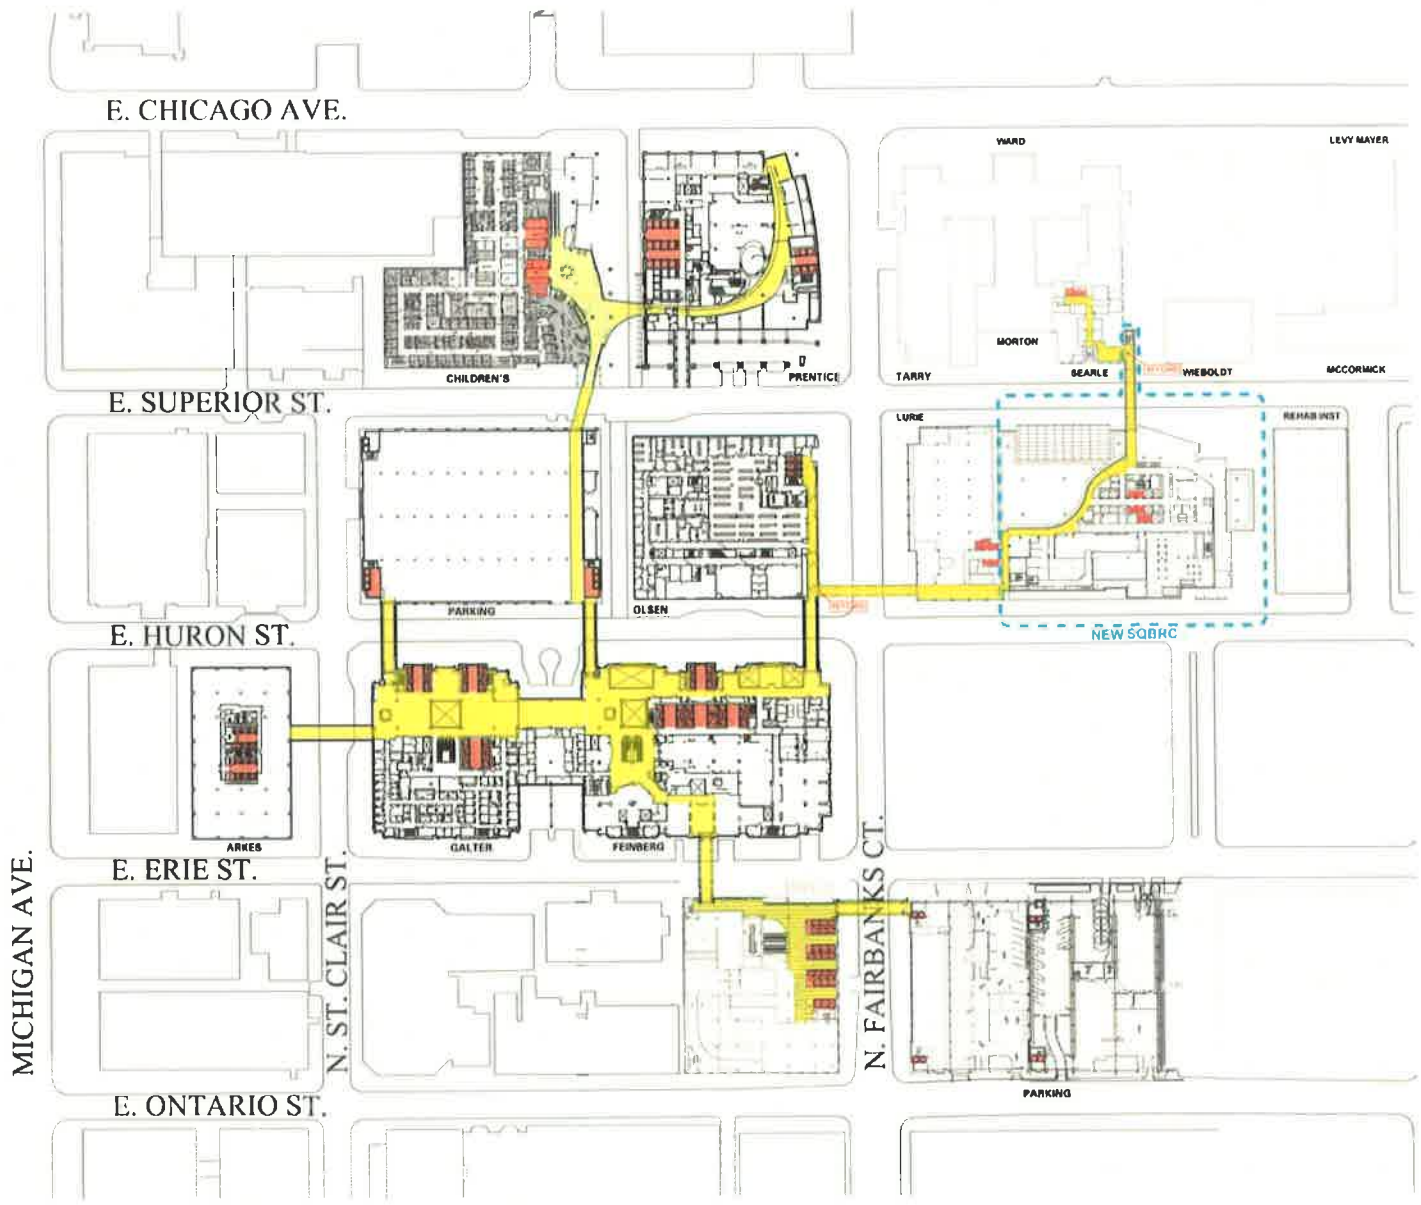 E. CHICAGO AVE.
WARD
LEVY MAYER
MORTON
CHILDREN'S
PRENTICE
TARRY
SEARLE
WIEBOLDT
MCCORMICK
E. SUPERIOR ST.
LURIE
REHAB INST
PARKING
OLSEN
E. HURON ST.
NEW SQBRC
ARKES
GALTER
FEINBERG
E. ERIE ST.
MICHIGAN AVE.
N. ST. CLAIR ST.
N. FAIRBANKS CT.
PARKING
E. ONTARIO ST.